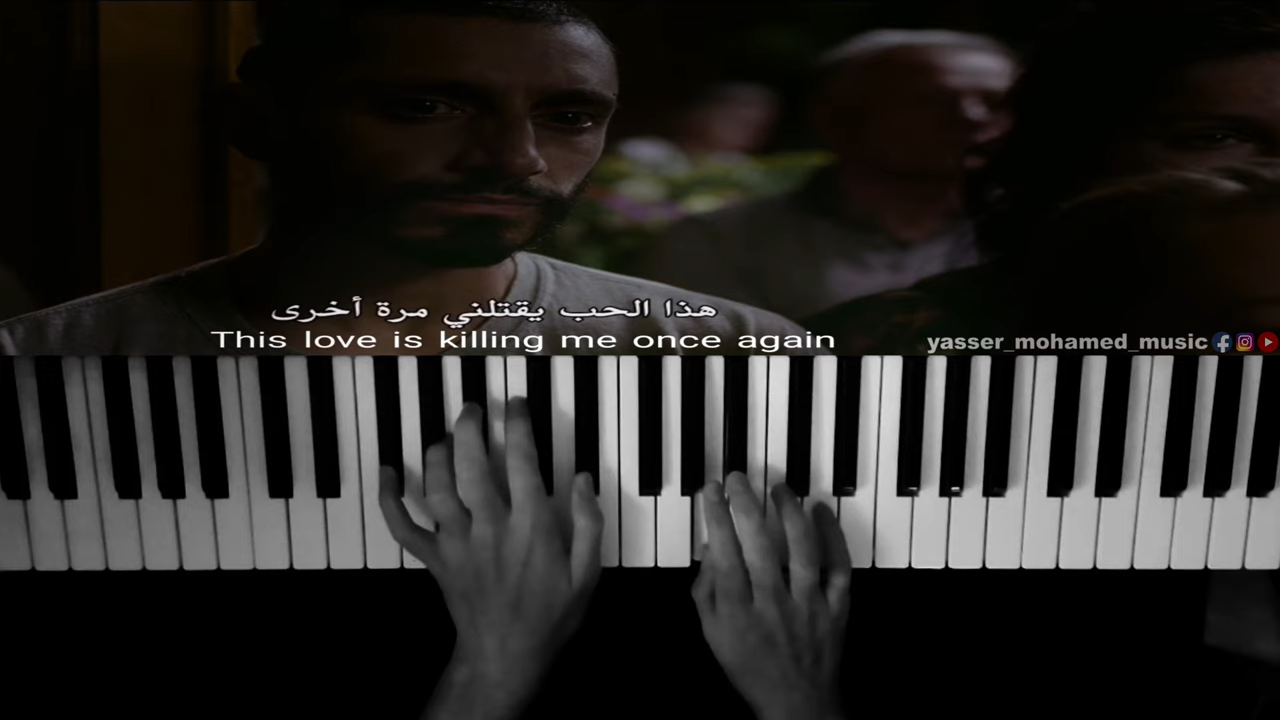 هذا الحب يقتلني مرة أخرى
This love is killing me once again
yasser_mohamed_music